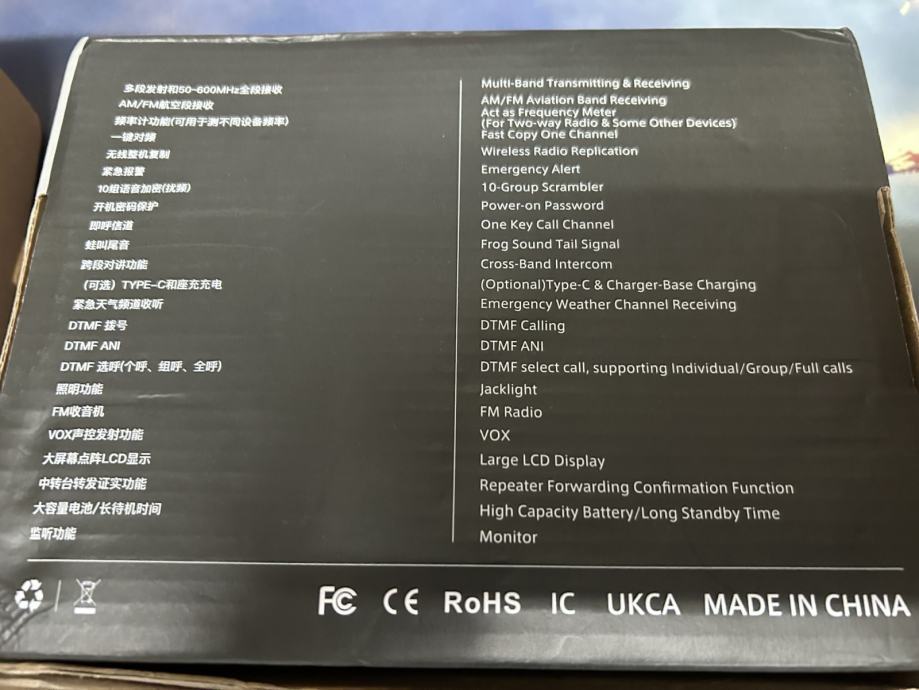 多段发射和50-600MHz全段接收
AM/FM航空段接收
频率计功能(可用于测不同设备频率)
一键对频
无线整机复制
紧急报警
10组语音加密(扰频)
开机密码保护
即呼信道
蛙叫尾音
跨段对讲功能
(可选) TYPE-C和座充充电
紧急天气频道收听
DTMF 拨号
DTMF ANI
DTMF 选呼(个呼、组呼、全呼)
照明功能
FM收音机
VOX声控发射功能
大屏幕点阵LCD显示
中转台转发证实功能
大容量电池/长待机时间
监听功能
Multi-Band Transmitting & Receiving
AM/FM Aviation Band Receiving
Act as Frequency Meter
(For Two-way Radio & Some Other Devices)
Fast Copy One Channel
Wireless Radio Replication
Emergency Alert
10-Group Scrambler
Power-on Password
One Key Call Channel
Frog Sound Tail Signal
Cross-Band Intercom
(Optional)Type-C & Charger-Base Charging
Emergency Weather Channel Receiving
DTMF Calling
DTMF ANI
DTMF select call, supporting Individual/Group/Full calls
Jacklight
FM Radio
VOX
Large LCD Display
Repeater Forwarding Confirmation Function
High Capacity Battery/Long Standby Time
Monitor
FC CE RoHS IC UKCA MADE IN CHINA